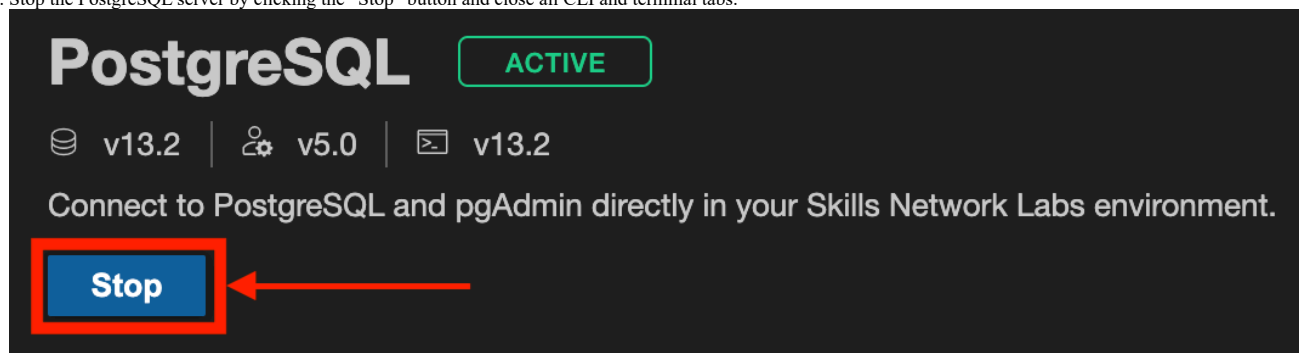 . Stop the PostgreSQL server by clicking the "Stop" button and close all CLI and terminal tabs.
PostgreSQL ACTIVE
v13.2 v5.0 v13.2
Connect to PostgreSQL and pgAdmin directly in your Skills Network Labs environment.
Stop